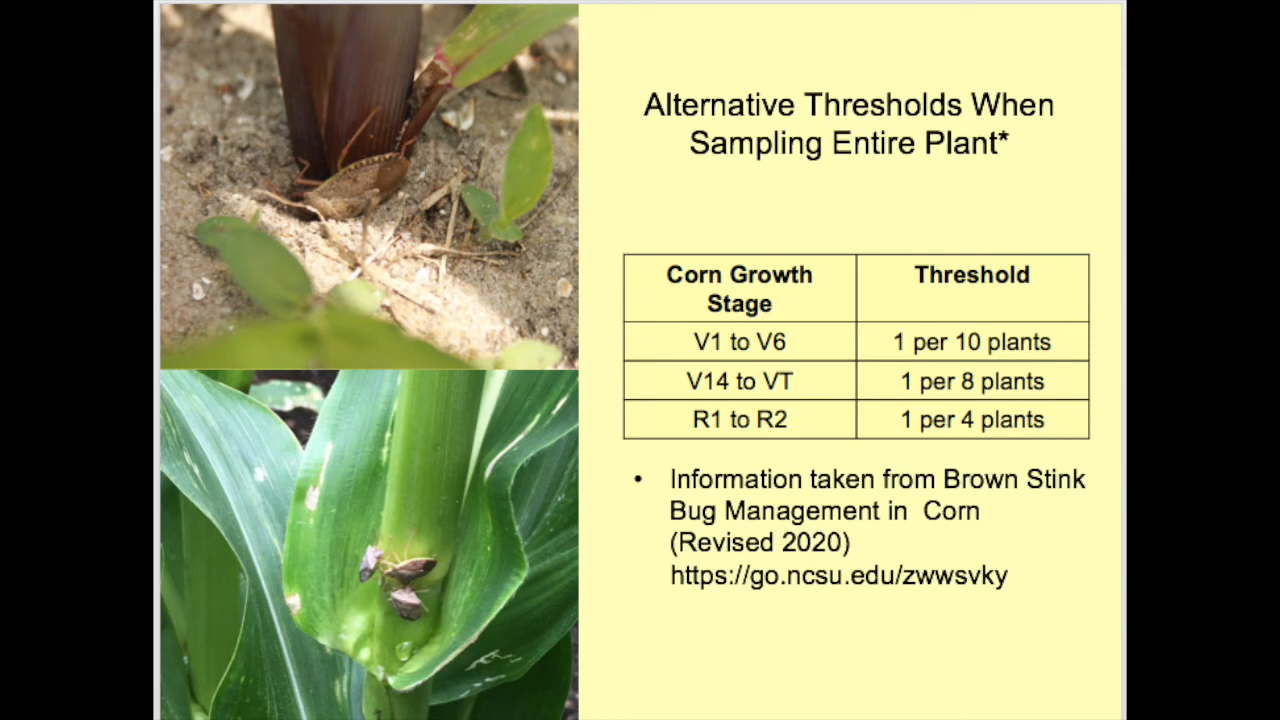 Alternative Thresholds When
Sampling Entire Plant*
Corn Growth
Stage
Threshold
V1 to V6
1 per 10 plants
V14 to VT
1 per 8 plants
R1 to R2
1 per 4 plants
• Information taken from Brown Stink
Bug Management in  Corn
(Revised 2020)
https://go.ncsu.edu/zwwsvky